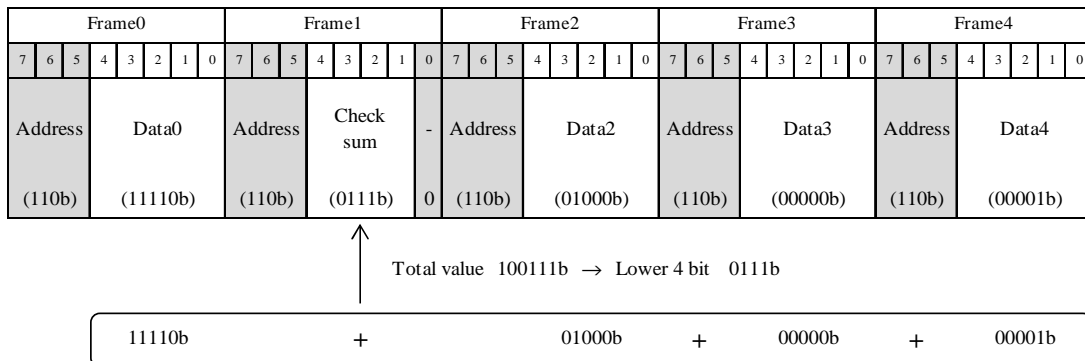 Frame0 Frame1 Frame2 Frame3 Frame4
7 6 5 4 3 2 1 0 7 6 5 4 3 2 1 0 7 6 5 4 3 2 1 0 7 6 5 4 3 2 1 0 7 6 5 4 3 2 1 0
Address Data0 Address Check sum - Address Data2 Address Data3 Address Data4
(110b) (11110b) (110b) (0111b) 0 (110b) (01000b) (110b) (00000b) (110b) (00001b)
Total value 100111b → Lower 4 bit 0111b
11110b + 01000b + 00000b + 00001b